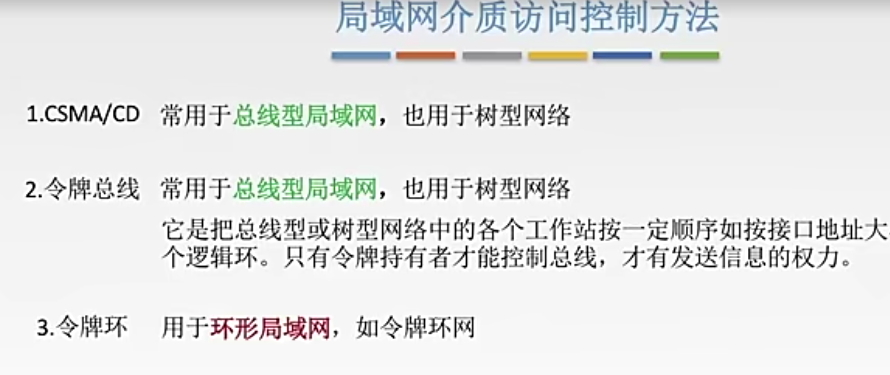 局域网介质访问控制方法
1.CSMA/CD 常用于总线型局域网，也用于树型网络
2.令牌总线 常用于总线型局域网，也用于树型网络
它是把总线型或树型网络中的各个工作站按一定顺序如按接口地址大
个逻辑环。只有令牌持有者才能控制总线，才有发送信息的权力。
3.令牌环 用于环形局域网，如令牌环网